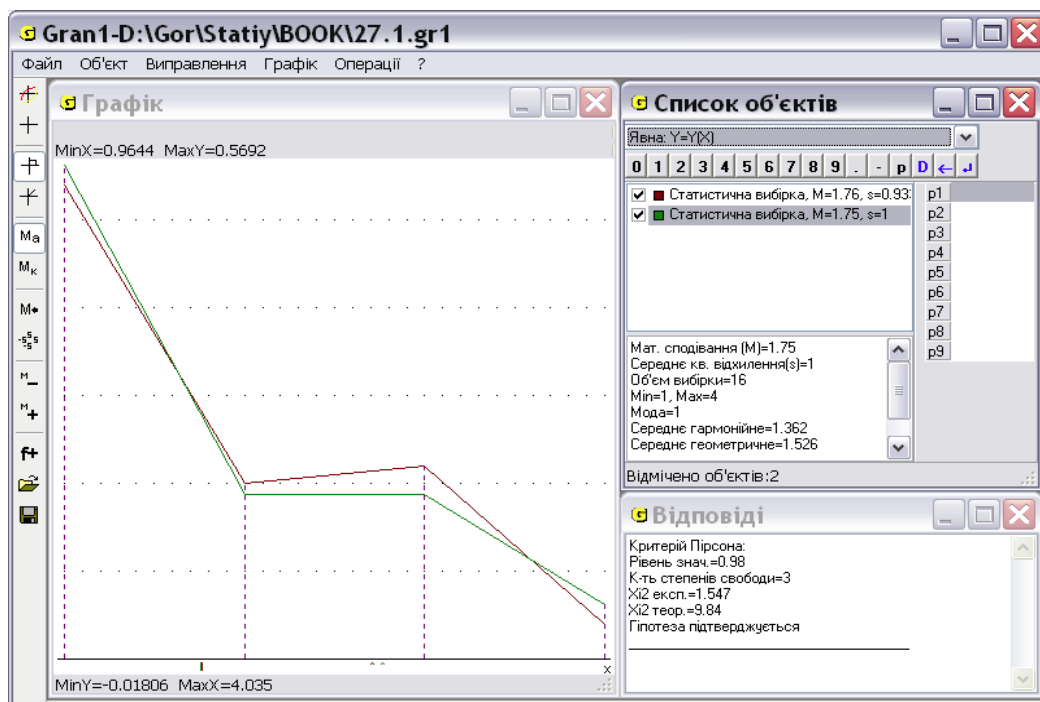 Gran1-D:\Gor\Statiy\BOOK\27.1.gr1
Файл Об'єкт Виправлення Графік Операції ?
Графік
MinX=0.9644 MaxY=0.5692
x
MinY=-0.01806 MaxX=4.035
Ma
Mк
M
-s s s s
M
M+
f+
Список об'єктів
Явна: Y=Y(X)
0 1 2 3 4 5 6 7 8 9 . - p D ← ↲
Статистична вибірка, M=1.76, s=0.93
Статистична вибірка, M=1.75, s=1
p1
p2
p3
p4
p5
p6
p7
p8
p9
Мат. сподівання (M)=1.75
Середнє кв. відхилення(s)=1
Об'єм вибірки=16
Min=1, Max=4
Мода=1
Середнє гармонійне=1.362
Середнє геометричне=1.526
Відмічено об'єктів:2
Відповіді
Критерій Пірсона:
Рівень знач.=0.98
К-ть степенів свободи=3
Xi2 експ.=1.547
Xi2 теор.=9.84
Гіпотеза підтверджується